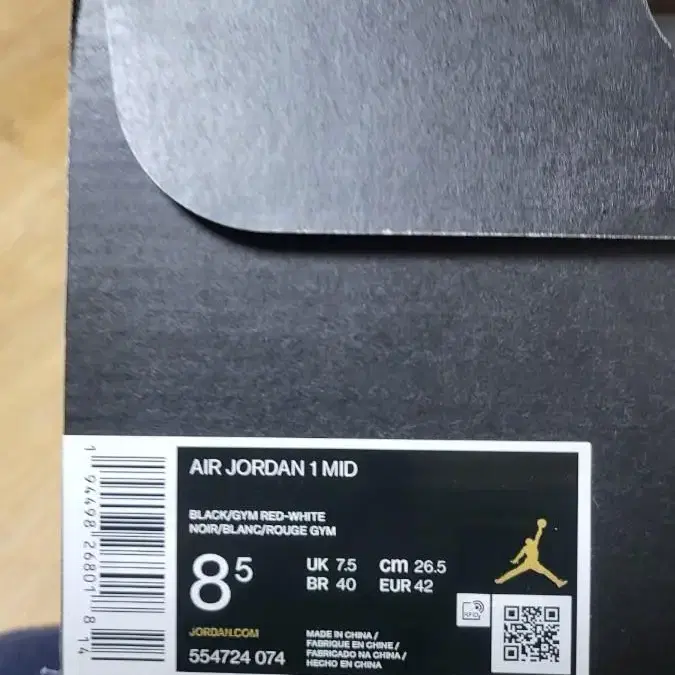 AIR JORDAN 1 MID
BLACK/GYM RED-WHITE
NOIR/BLANC/ROUGE GYM
8 5
UK 7.5 cm 26.5
BR 40 EUR 42
JORDAN.COM
554724 074
MADE IN CHINA /
FABRIQUE EN CHINE /
FABRICADO NA CHINA /
HECHO EN CHINA
RFID
1 94498 26801 8 14